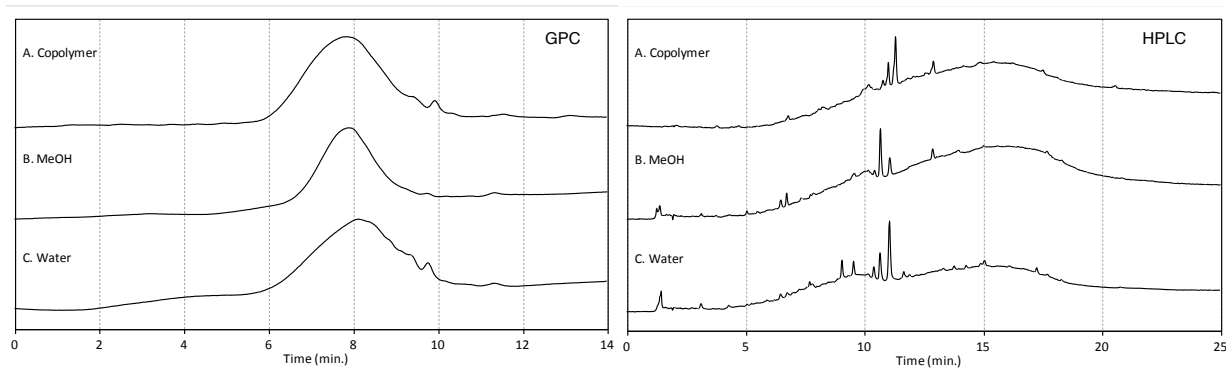 GPC
A. Copolymer
B. MeOH
C. Water
0 2 4 6 8 10 12 14
Time (min.)
HPLC
A. Copolymer
B. MeOH
C. Water
0 5 10 15 20 25
Time (min.)